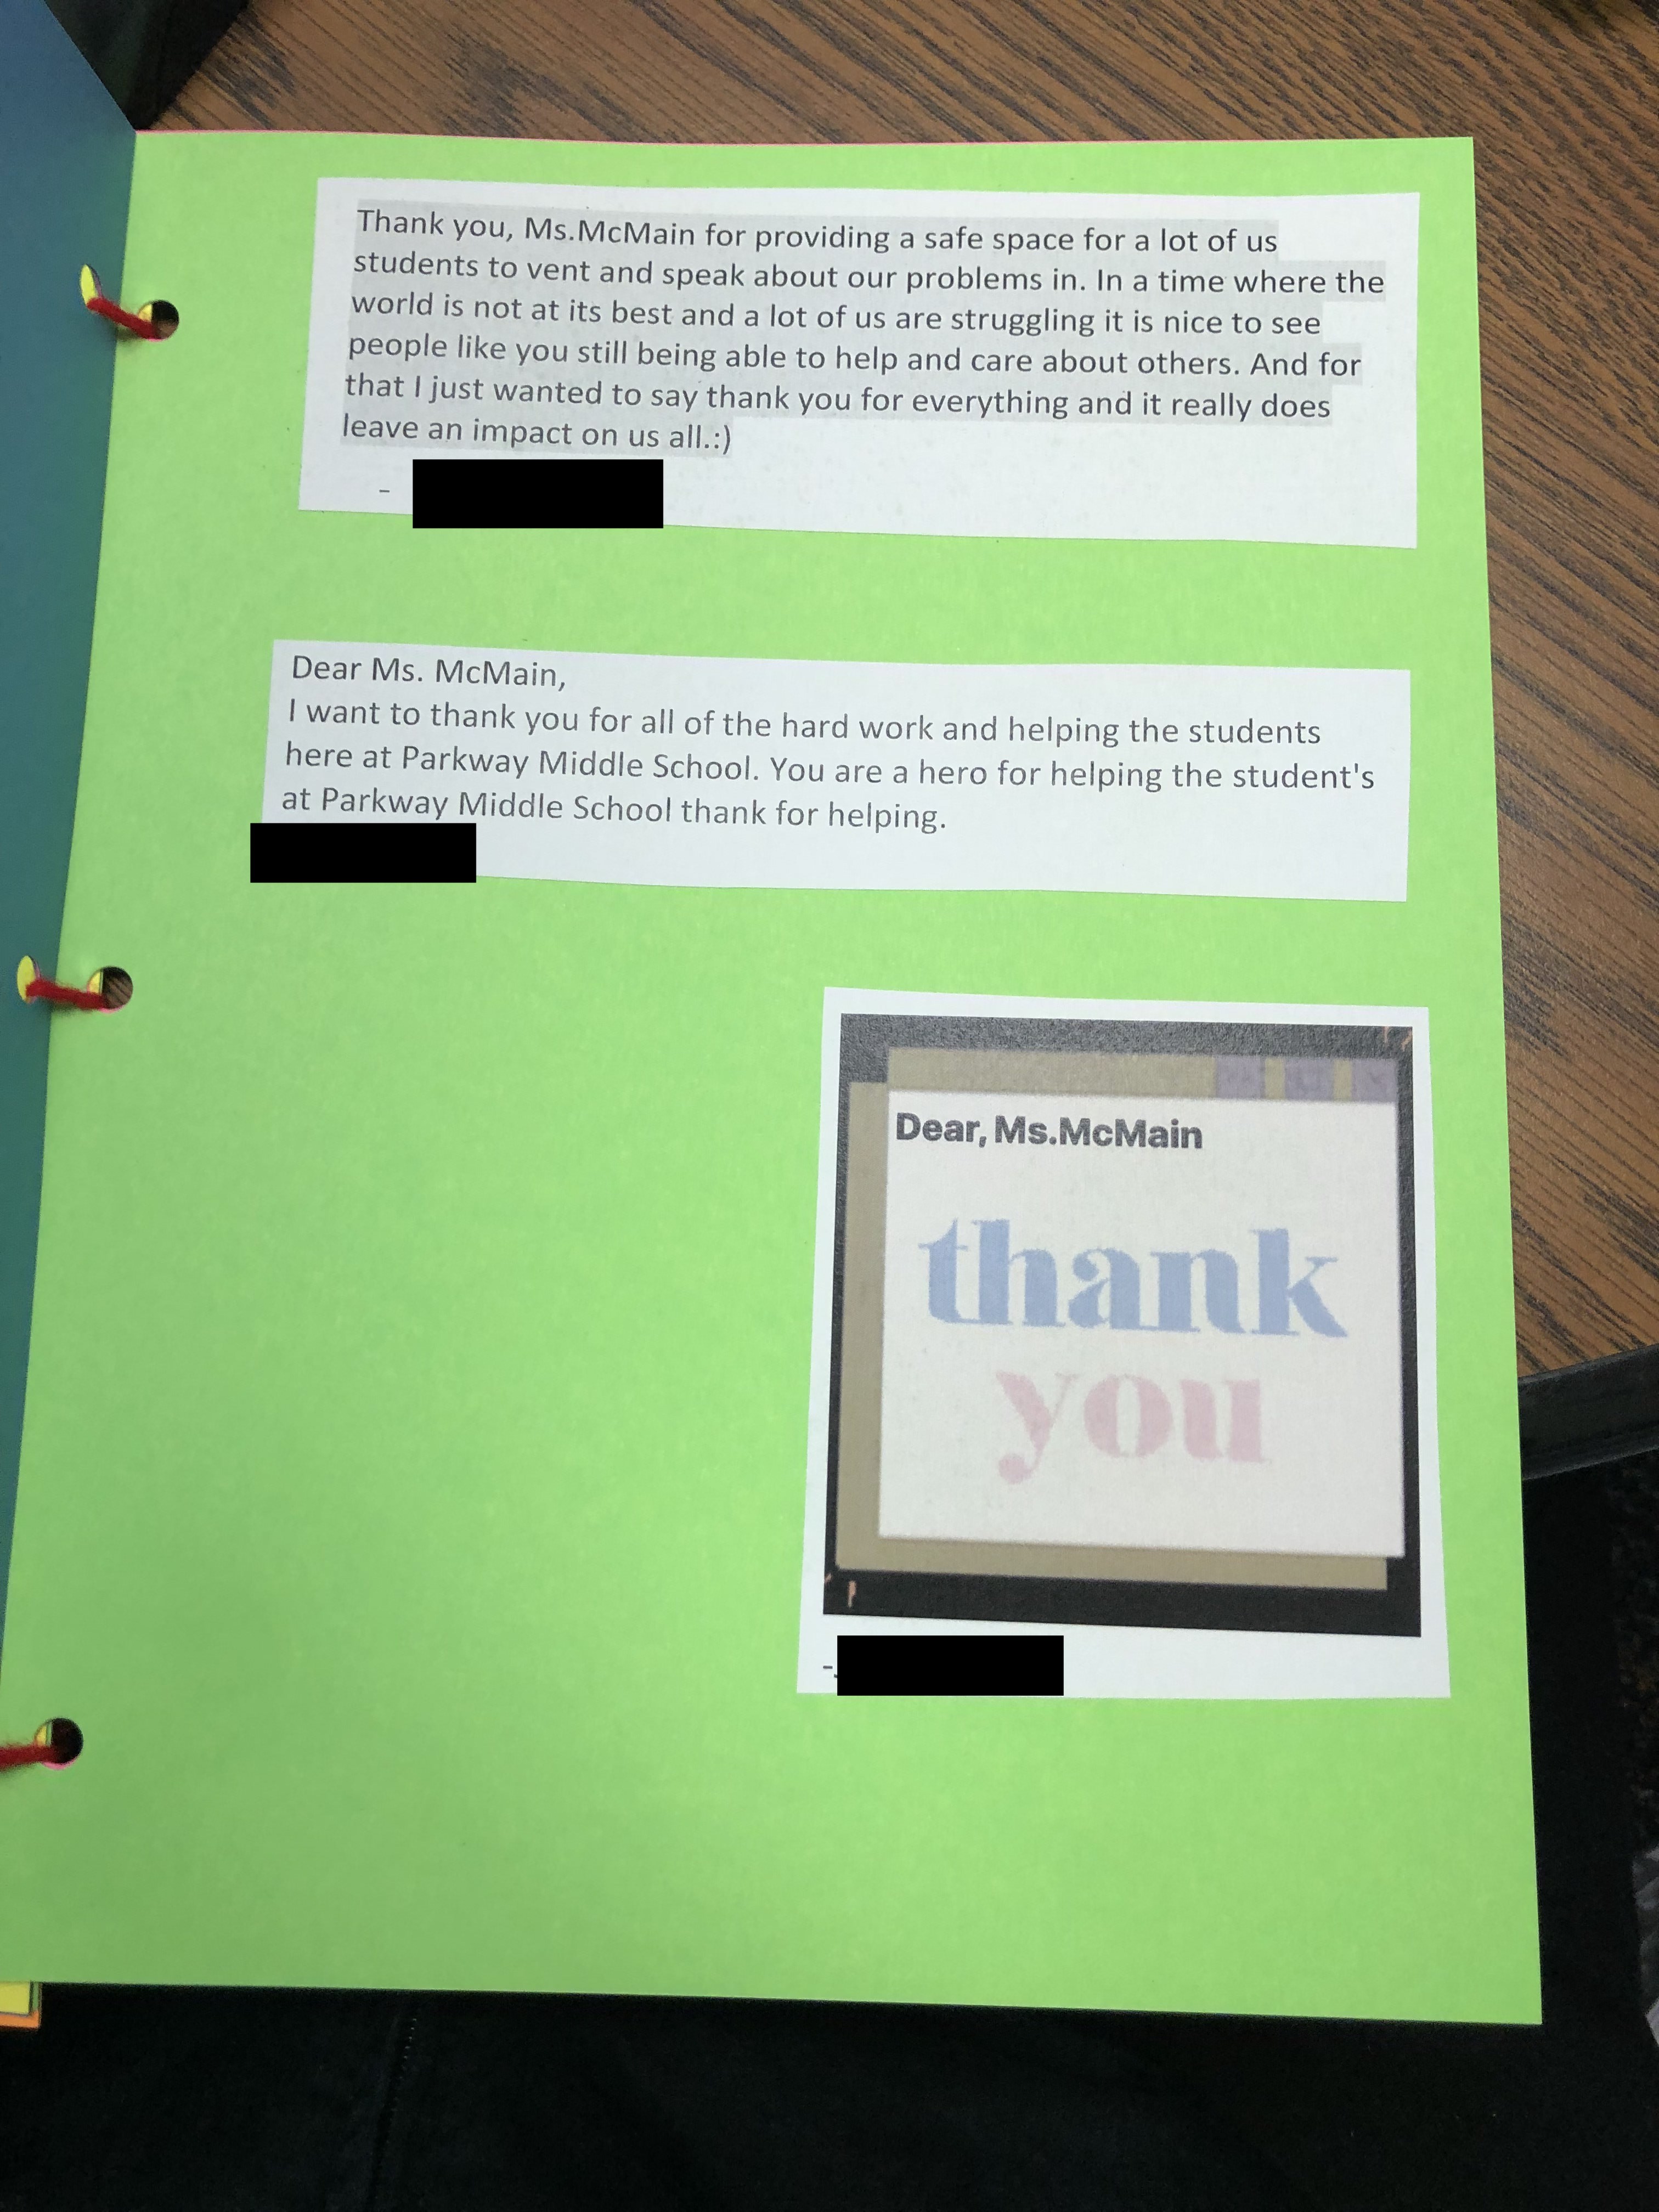 Thank you, Ms.McMain for providing a safe space for a lot of us
students to vent and speak about our problems in. In a time where the
world is not at its best and a lot of us are struggling it is nice to see
people like you still being able to help and care about others. And for
that I just wanted to say thank you for everything and it really does
leave an impact on us all.:)
-
Dear Ms. McMain,
I want to thank you for all of the hard work and helping the students
here at Parkway Middle School. You are a hero for helping the student's
at Parkway Middle School thank for helping.
Dear, Ms.McMain
thank
you
-